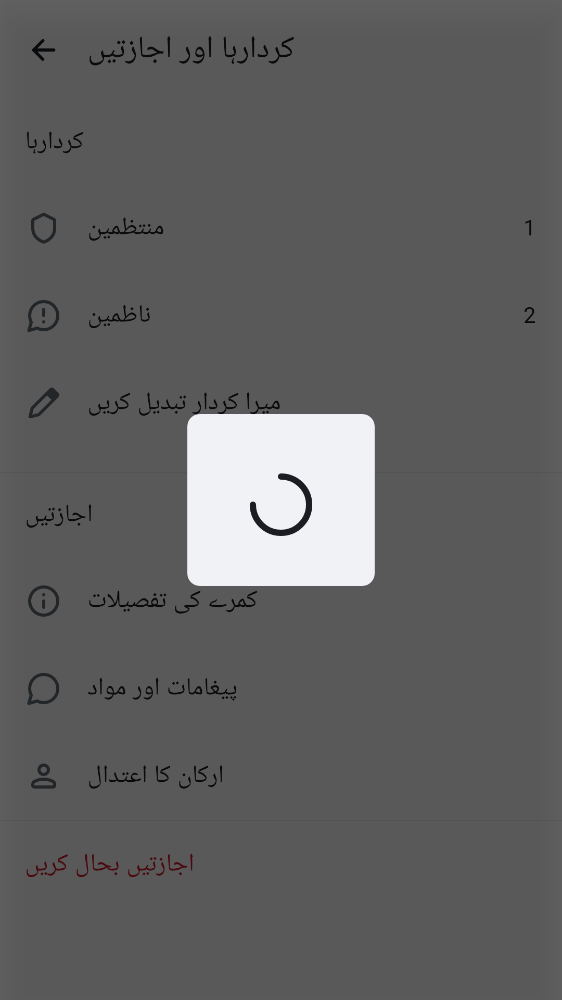 کردارہا اور اجازتیں
کردارہا
منتظمین 1
ناظمین 2
میرا کردار تبدیل کریں
اجازتیں
کمرے کی تفصیلات
پیغامات اور مواد
ارکان کا اعتدال
اجازتیں بحال کریں